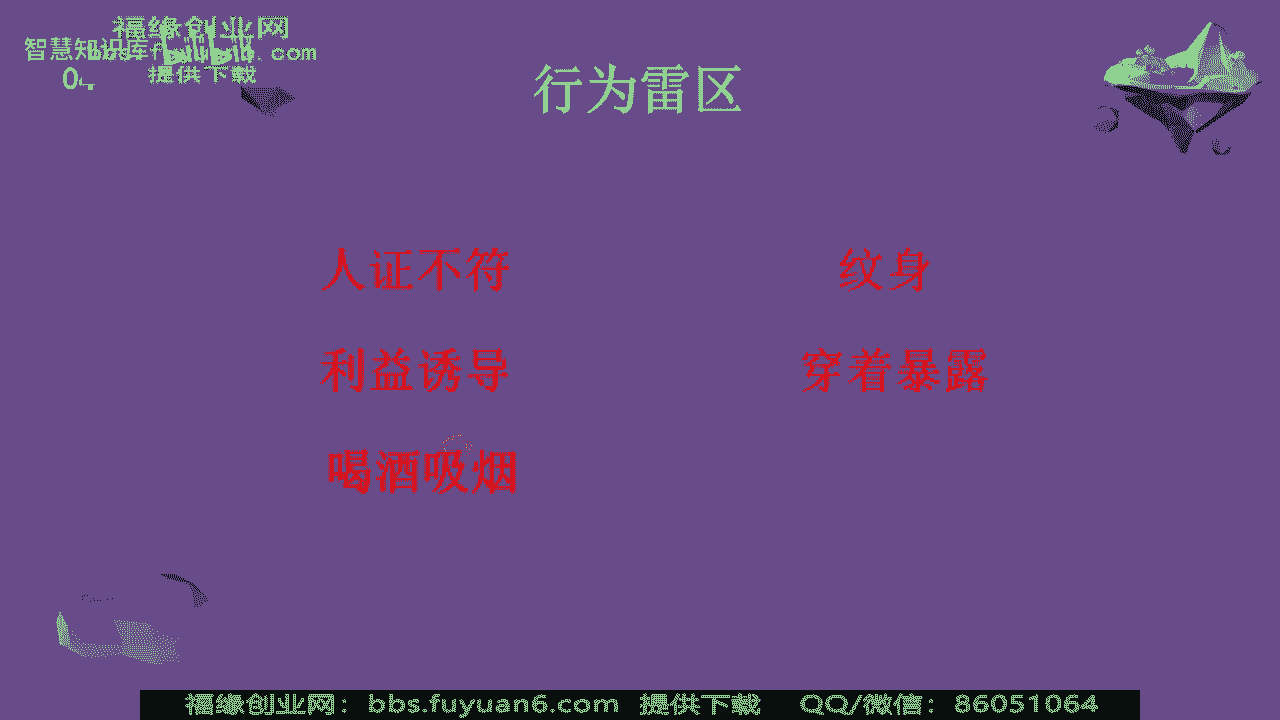 福缘创业网
智慧知识库
提供下载
行为雷区
人证不符
纹身
利益诱导
穿着暴露
喝酒吸烟
福缘创业网：bbs.fuyuan6.com 提供下载 QQ/微信：86051064